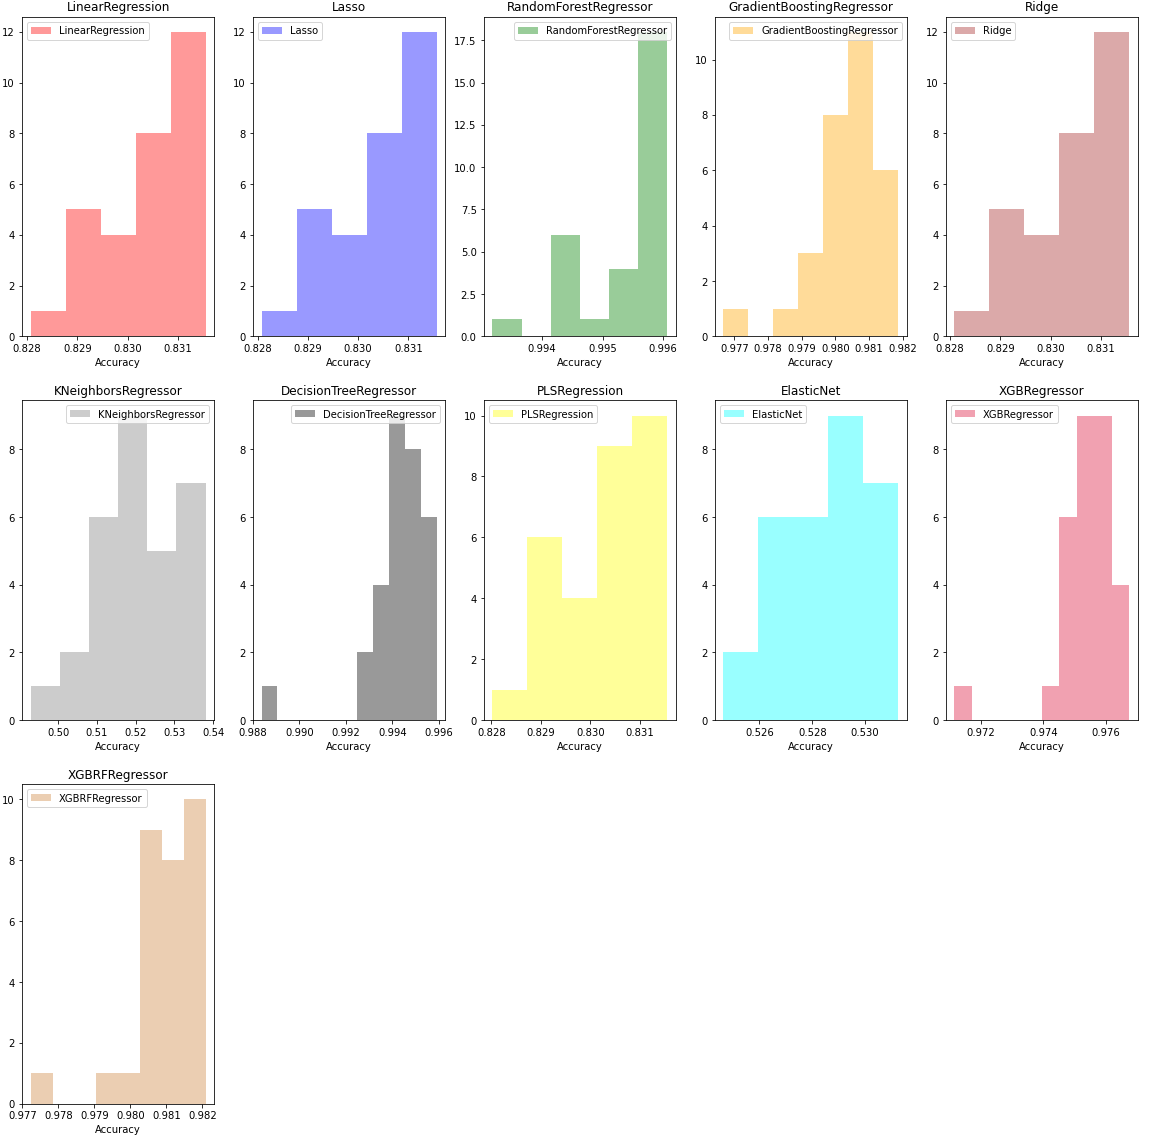 LinearRegression
Lasso
RandomForestRegressor
GradientBoostingRegressor
Ridge
LinearRegression
Lasso
RandomForestRegressor
GradientBoostingRegressor
Ridge
12
10
8
6
4
2
0
12
10
8
6
4
2
0
17.5
15.0
12.5
10.0
7.5
5.0
2.5
0.0
10
8
6
4
2
0
12
10
8
6
4
2
0
0.828 0.829 0.830 0.831
0.828 0.829 0.830 0.831
0.994 0.995 0.996
0.977 0.978 0.979 0.980 0.981 0.982
0.828 0.829 0.830 0.831
Accuracy
Accuracy
Accuracy
Accuracy
Accuracy
KNeighborsRegressor
DecisionTreeRegressor
PLSRegression
ElasticNet
XGBRegressor
KNeighborsRegressor
DecisionTreeRegressor
PLSRegression
ElasticNet
XGBRegressor
8
6
4
2
0
8
6
4
2
0
10
8
6
4
2
0
8
6
4
2
0
8
6
4
2
0
0.50 0.51 0.52 0.53 0.54
0.988 0.990 0.992 0.994 0.996
0.828 0.829 0.830 0.831
0.526 0.528 0.530
0.972 0.974 0.976
Accuracy
Accuracy
Accuracy
Accuracy
Accuracy
XGBRFRegressor
XGBRFRegressor
10
8
6
4
2
0
0.977 0.978 0.979 0.980 0.981 0.982
Accuracy